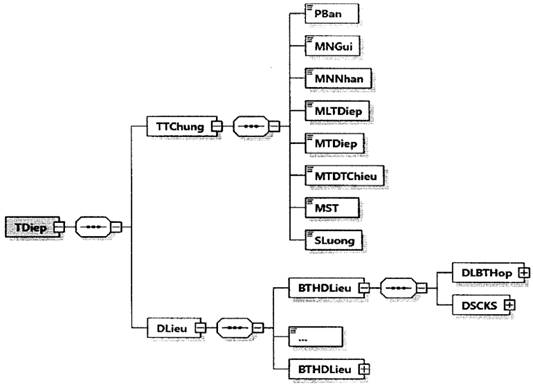 PBan
MNGui
MNNhan
MLTDiep
TTChung
MTDiep
MTDTChieu
MST
TDiep
SLuong
DLBTHop
BTHDLieu
DSCKS
DLieu
...
BTHDLieu